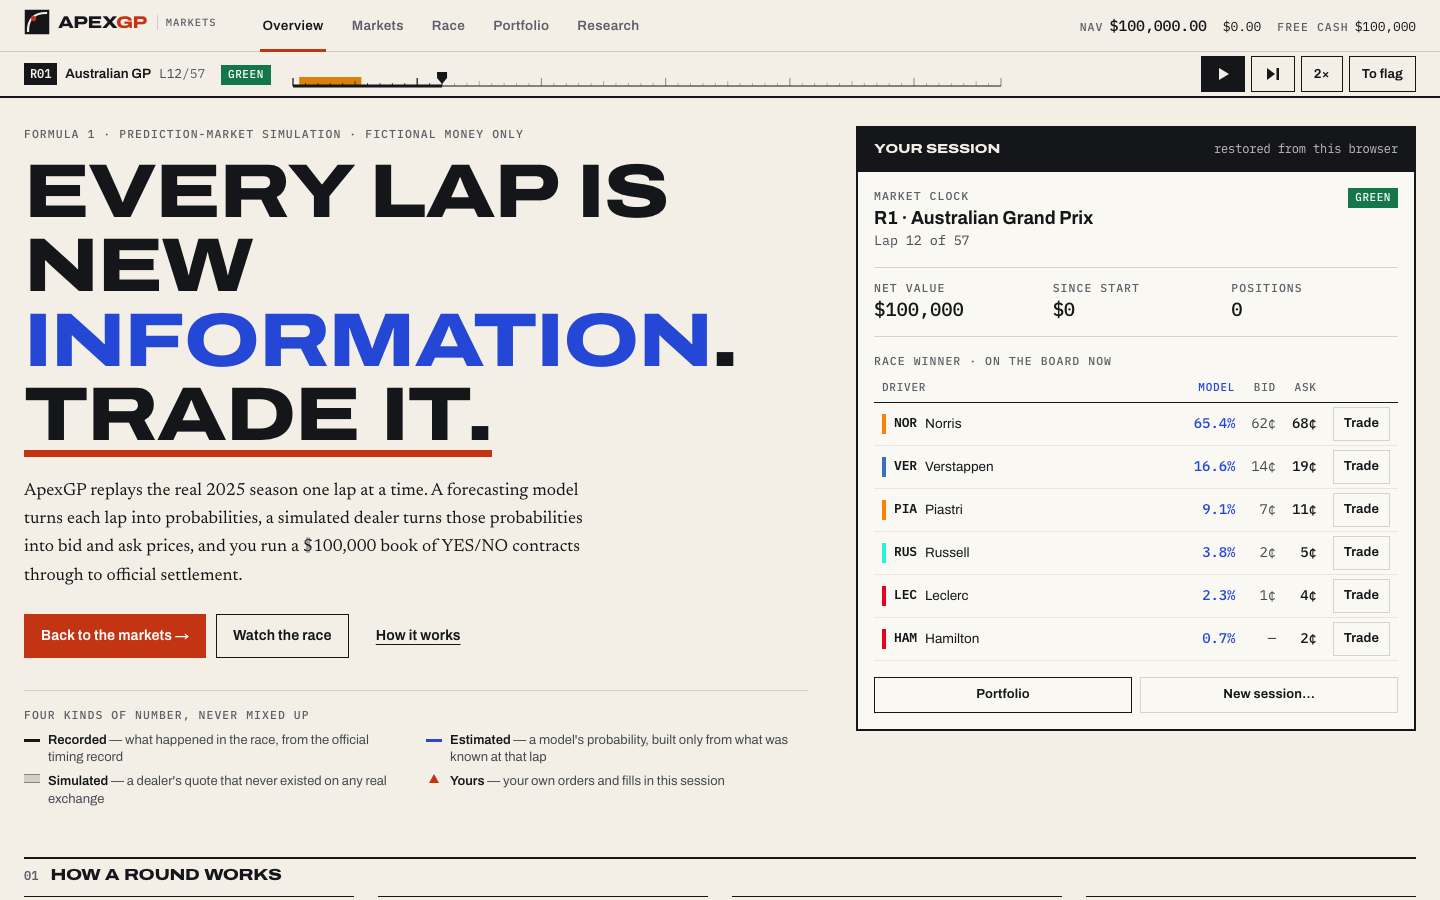 APEXGP MARKETS Overview Markets Race Portfolio Research NAV $100,000.00 $0.00 FREE CASH $100,000
R01 Australian GP L12/57 GREEN 2× To flag
FORMULA 1 · PREDICTION-MARKET SIMULATION · FICTIONAL MONEY ONLY
EVERY LAP IS
NEW
INFORMATION.
TRADE IT.
ApexGP replays the real 2025 season one lap at a time. A forecasting model
turns each lap into probabilities, a simulated dealer turns those probabilities
into bid and ask prices, and you run a $100,000 book of YES/NO contracts
through to official settlement.
Back to the markets → Watch the race How it works
FOUR KINDS OF NUMBER, NEVER MIXED UP
Recorded — what happened in the race, from the official
timing record
Estimated — a model's probability, built only from what was
known at that lap
Simulated — a dealer's quote that never existed on any real
exchange
Yours — your own orders and fills in this session
YOUR SESSION restored from this browser
MARKET CLOCK GREEN
R1 · Australian Grand Prix
Lap 12 of 57
NET VALUE SINCE START POSITIONS
$100,000 $0 0
RACE WINNER · ON THE BOARD NOW
DRIVER MODEL BID ASK
NOR Norris 65.4% 62¢ 68¢ Trade
VER Verstappen 16.6% 14¢ 19¢ Trade
PIA Piastri 9.1% 7¢ 11¢ Trade
RUS Russell 3.8% 2¢ 5¢ Trade
LEC Leclerc 2.3% 1¢ 4¢ Trade
HAM Hamilton 0.7% — 2¢ Trade
Portfolio New session...
01 HOW A ROUND WORKS